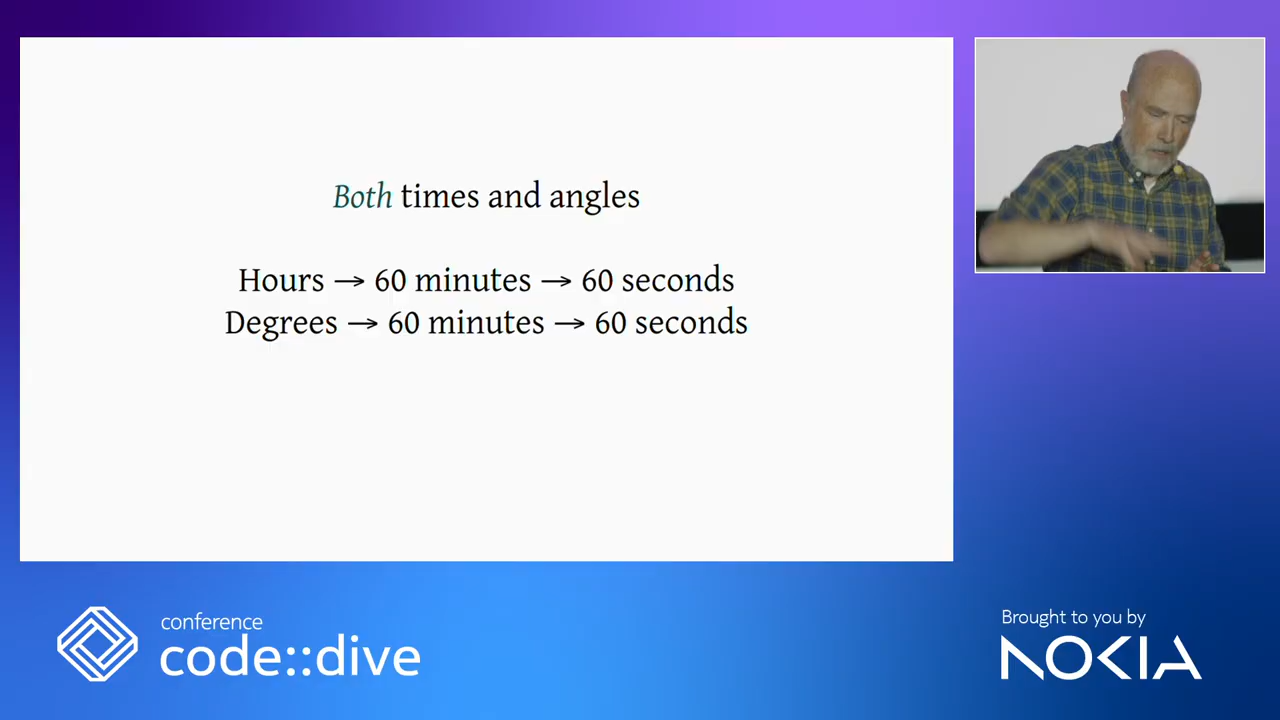 Both times and angles
Hours → 60 minutes → 60 seconds
Degrees → 60 minutes → 60 seconds
conference
code::dive
Brought to you by
NOKIA